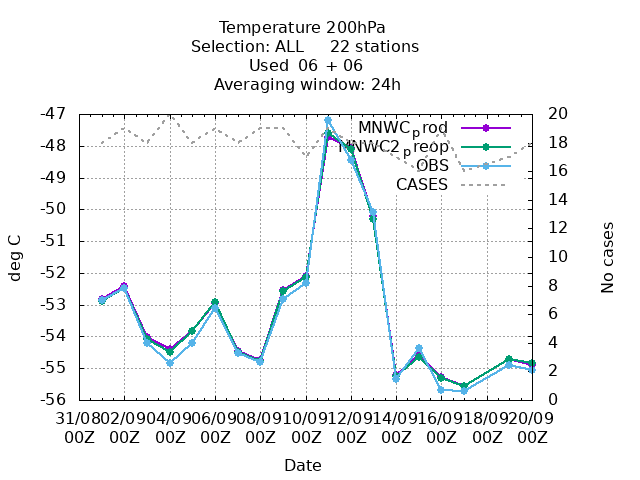 Temperature 200hPa
Selection: ALL 22 stations
Used 06 + 06
Averaging window: 24h
-47
-48
-49
-50
-51
-52
-53
-54
-55
-56
deg C
20
18
16
14
12
10
8
6
4
2
0
No cases
MNWCprod
MNWC2preop
OBS
CASES
31/08 02/09 04/09 06/09 08/09 10/09 12/09 14/09 16/09 18/09 20/09
00Z 00Z 00Z 00Z 00Z 00Z 00Z 00Z 00Z 00Z 00Z
Date